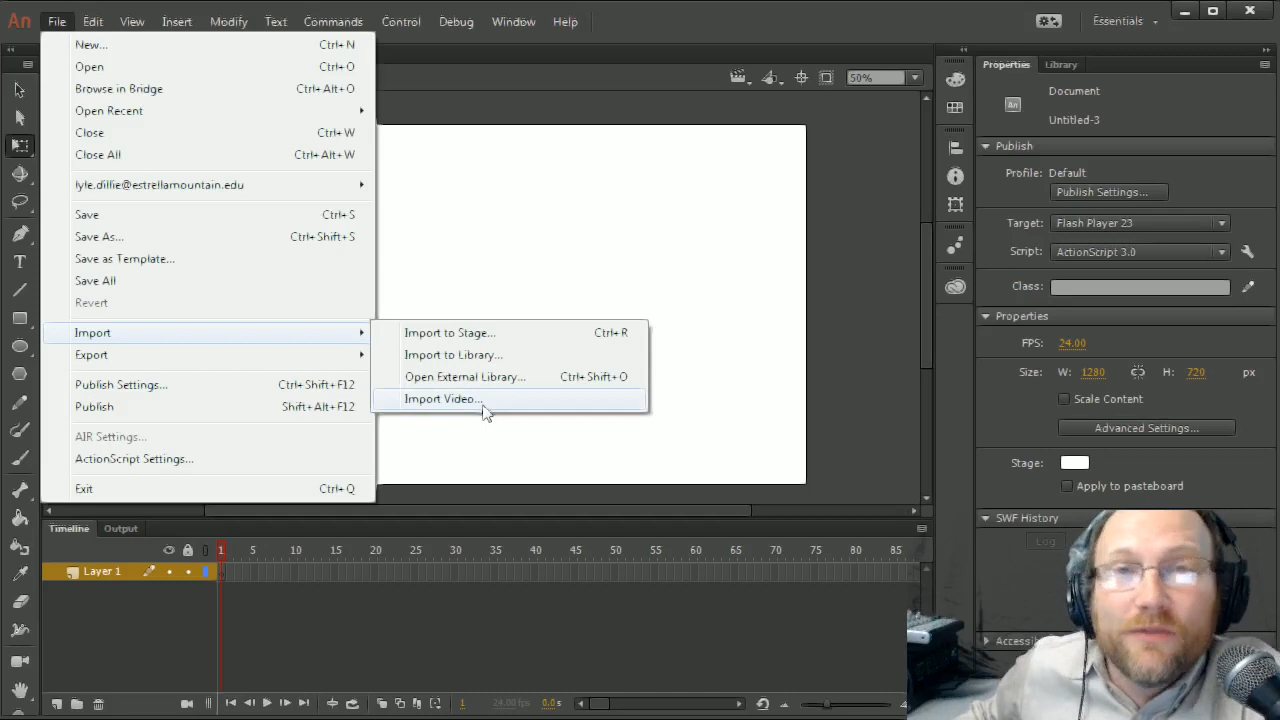 An File Edit View Insert Modify Text Commands Control Debug Window Help Essentials
New... Ctrl+N
Open Ctrl+O
Browse in Bridge Ctrl+Alt+O
Open Recent
Close Ctrl+W
Close All Ctrl+Alt+W
lyle.dillie@estrellamountain.edu
Save Ctrl+S
Save As... Ctrl+Shift+S
Save as Template...
Save All
Revert
Import
Export
Publish Settings... Ctrl+Shift+F12
Publish Shift+Alt+F12
AIR Settings...
ActionScript Settings...
Exit Ctrl+Q
Import to Stage... Ctrl+R
Import to Library...
Open External Library... Ctrl+Shift+O
Import Video...
50%
Properties Library
An Document
Untitled-3
Publish
Profile: Default
Publish Settings...
Target: Flash Player 23
Script: ActionScript 3.0
Class:
Properties
FPS: 24.00
Size: W: 1280 H: 720 px
Scale Content
Advanced Settings...
Stage:
Apply to pasteboard
SWF History
Log
Timeline Output
1 5 10 15 20 25 30 35 40 45 50 55 60 65 70 75 80 85
Layer 1
1 24.00 fps 0.0 s